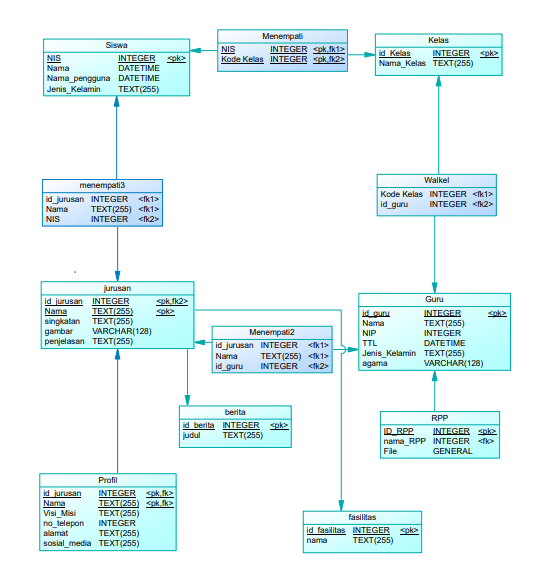 Siswa
NIS INTEGER <pk>
Nama DATETIME
Nama_pengguna DATETIME
Jenis_Kelamin TEXT(255)
Menempati
NIS INTEGER <pk,fk1>
Kode Kelas INTEGER <pk,fk2>
Kelas
id_Kelas INTEGER <pk>
Nama_Kelas TEXT(255)
menempati3
id_jurusan INTEGER <fk1>
Nama TEXT(255) <fk1>
NIS INTEGER <fk2>
Walkel
Kode Kelas INTEGER <fk1>
id_guru INTEGER <fk2>
jurusan
id_jurusan INTEGER <pk,fk2>
Nama TEXT(255) <pk>
singkatan TEXT(255)
gambar VARCHAR(128)
penjelasan TEXT(255)
Menempati2
id_jurusan INTEGER <fk1>
Nama TEXT(255) <fk1>
id_guru INTEGER <fk2>
Guru
id_guru INTEGER <pk>
Nama TEXT(255)
NIP INTEGER
TTL DATETIME
Jenis_Kelamin TEXT(255)
agama VARCHAR(128)
berita
id_berita INTEGER <pk>
judul TEXT(255)
RPP
ID_RPP INTEGER <pk>
nama_RPP INTEGER <fk>
File GENERAL
Profil
id_jurusan INTEGER <pk,fk>
Nama TEXT(255) <pk,fk>
Visi_Misi TEXT(255)
no_telepon INTEGER
alamat TEXT(255)
sosial_media TEXT(255)
fasilitas
id_fasilitas INTEGER <pk>
nama TEXT(255)